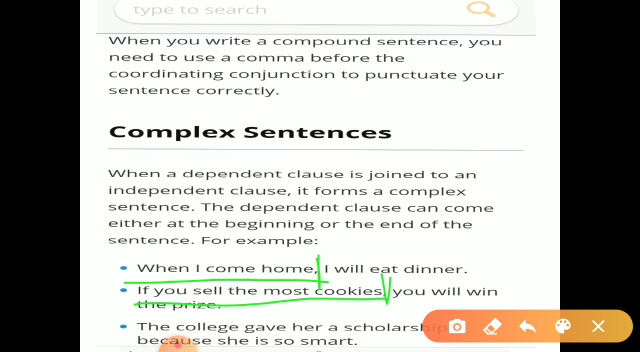 type to search
When you write a compound sentence, you
need to use a comma before the
coordinating conjunction to punctuate your
sentence correctly.
Complex Sentences
When a dependent clause is joined to an
independent clause, it forms a complex
sentence. The dependent clause can come
either at the beginning or the end of the
sentence. For example:
When I come home, I will eat dinner.
If you sell the most cookies, you will win
the prize.
The college gave her a scholarship
because she is so smart.